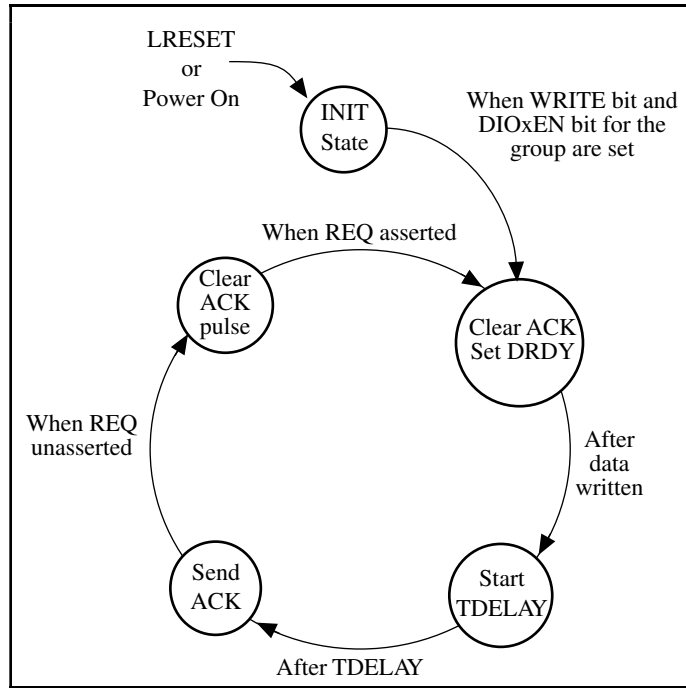 LRESET
or
Power On
INIT
State
When WRITE bit and
DIOxEN bit for the
group are set
When REQ asserted
Clear
ACK
pulse
Clear ACK
Set DRDY
When REQ
unasserted
After
data
written
Send
ACK
Start
TDELAY
After TDELAY